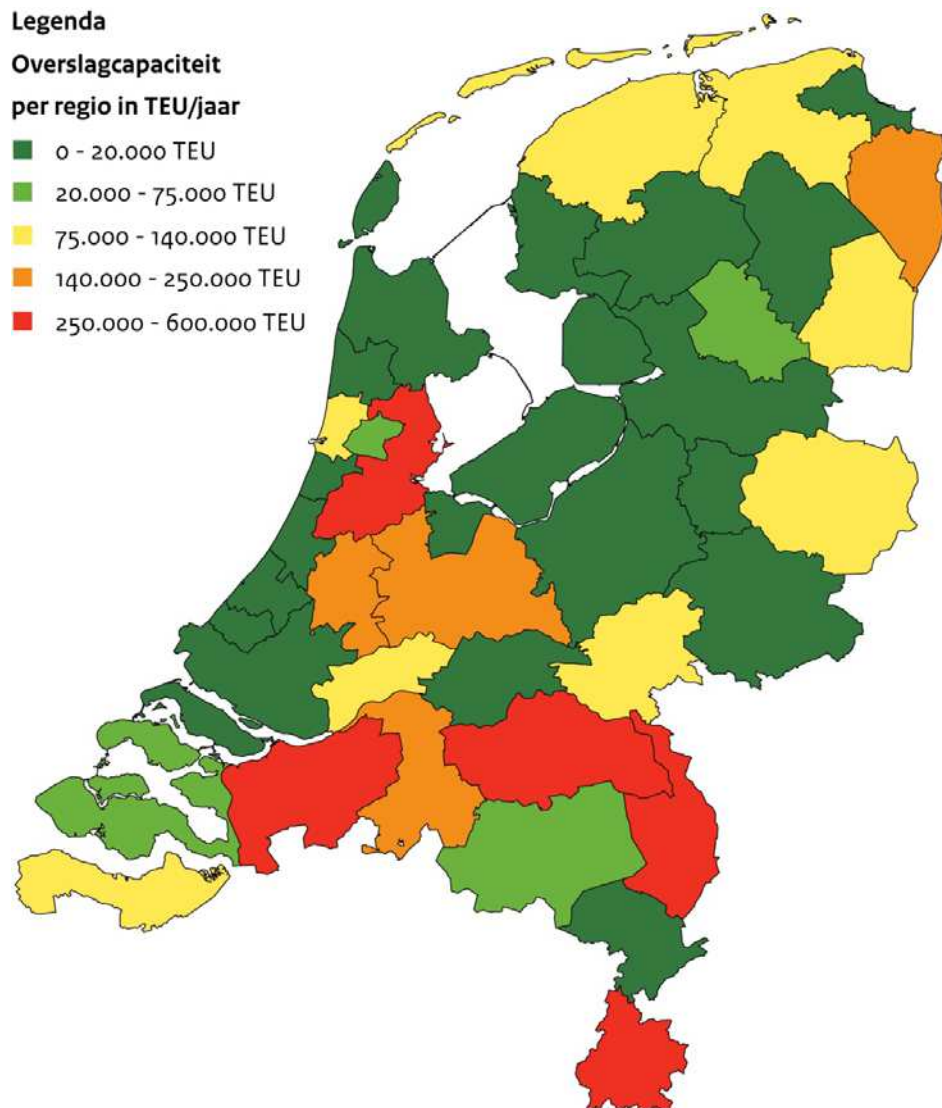 Legenda
Overslagcapaciteit
per regio in TEU/jaar
0 - 20.000 TEU
20.000 - 75.000 TEU
75.000 - 140.000 TEU
140.000 - 250.000 TEU
250.000 - 600.000 TEU